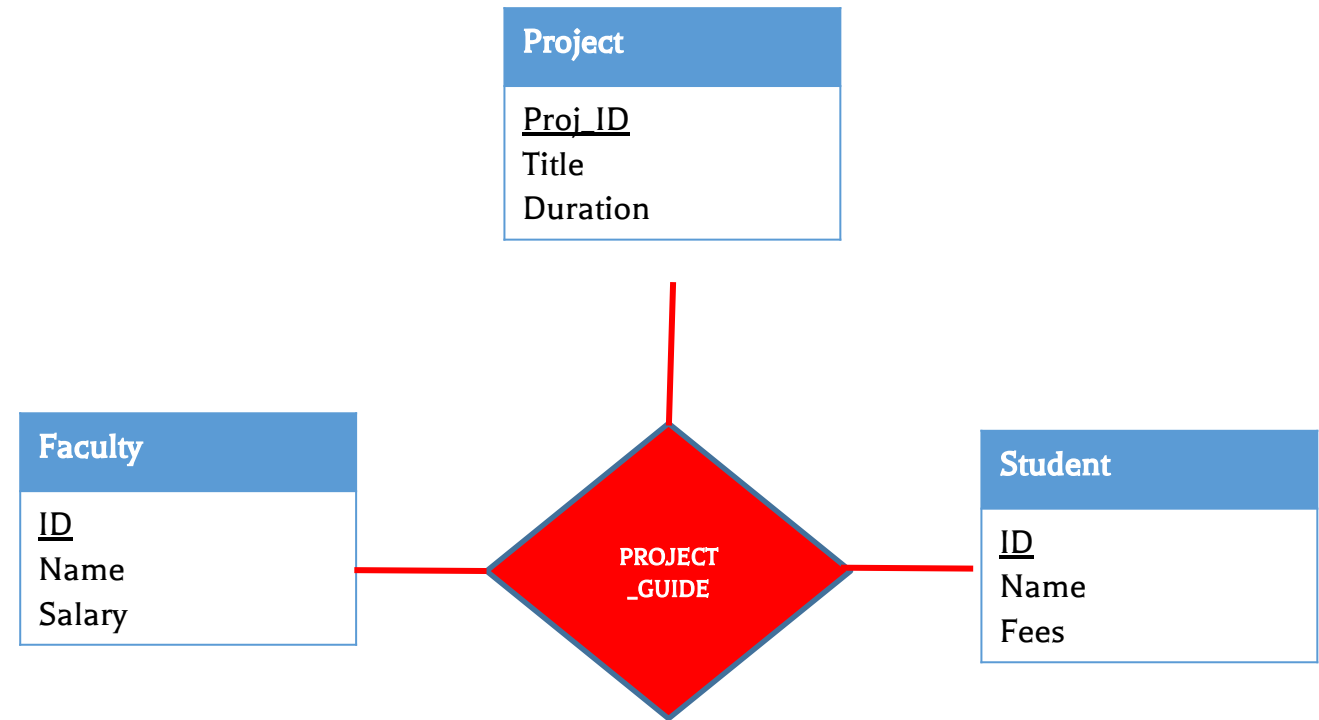 Project
Proj_ID
Title
Duration
Faculty
ID
Name
Salary
PROJECT
_GUIDE
Student
ID
Name
Fees